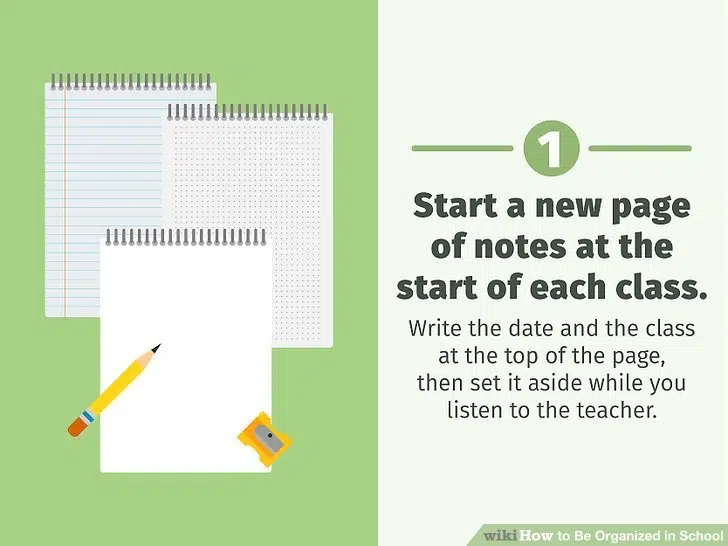 1
Start a new page
of notes at the
start of each class.
Write the date and the class
at the top of the page,
then set it aside while you
listen to the teacher.
wikiHow to Be Organized in School